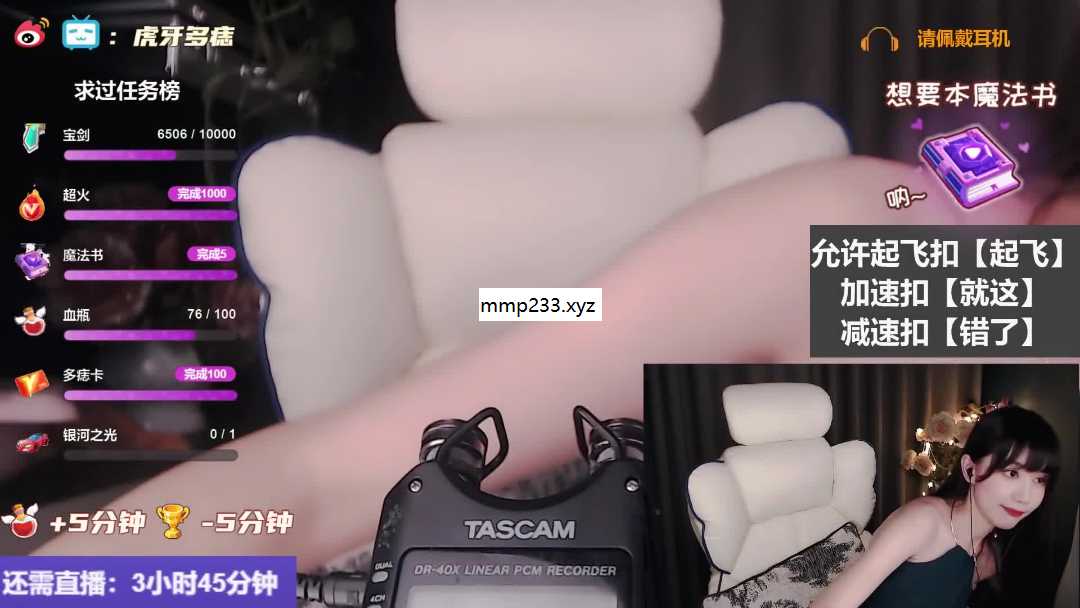 : 虎牙多痣
请佩戴耳机
求过任务榜
想要本魔法书
宝剑 6506 / 10000
超火 完成1000
呐~
魔法书 完成5
允许起飞扣【起飞】
加速扣【就这】
减速扣【错了】
mmp233.xyz
血瓶 76 / 100
多痣卡 完成100
银河之光 0 / 1
+5分钟 -5分钟
TASCAM
DR-40X LINEAR PCM RECORDER
DUAL
4CH
还需直播：3小时45分钟